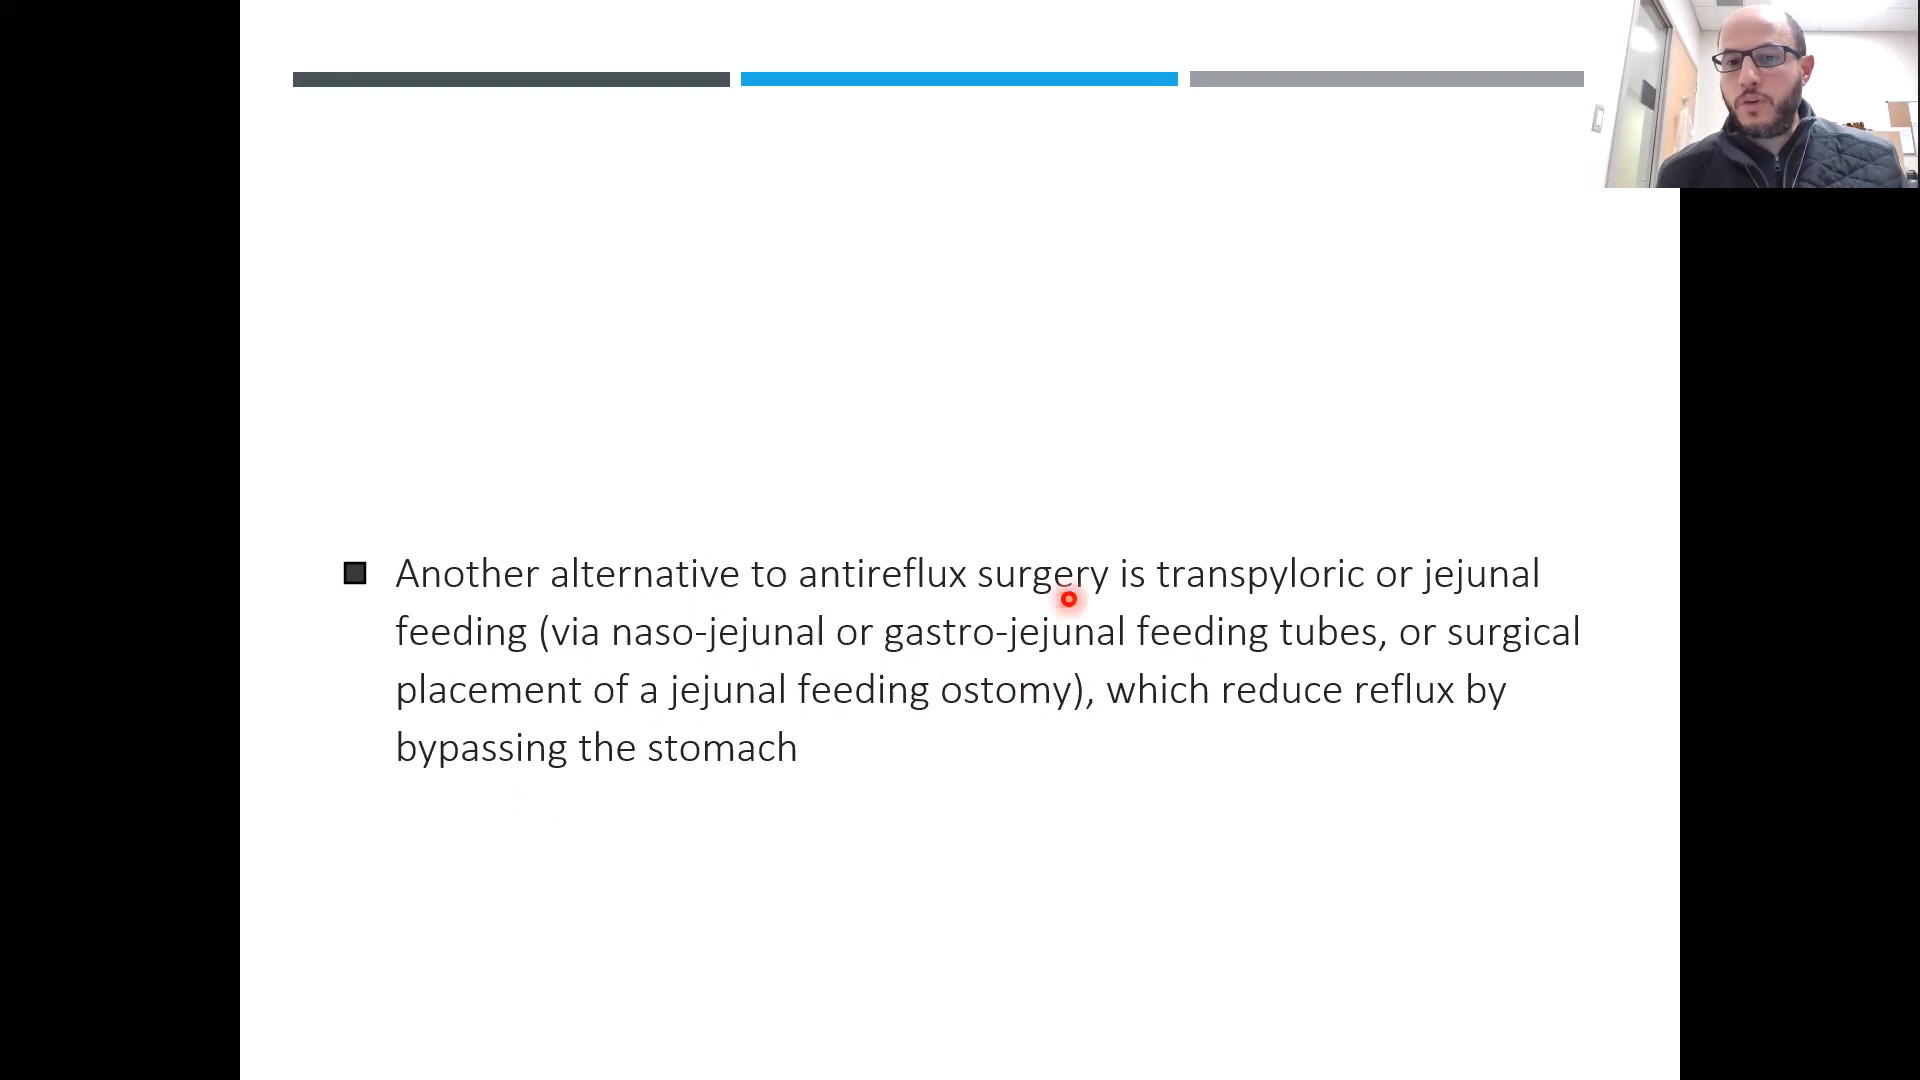 Another alternative to antireflux surgery is transpyloric or jejunal
feeding (via naso-jejunal or gastro-jejunal feeding tubes, or surgical
placement of a jejunal feeding ostomy), which reduce reflux by
bypassing the stomach